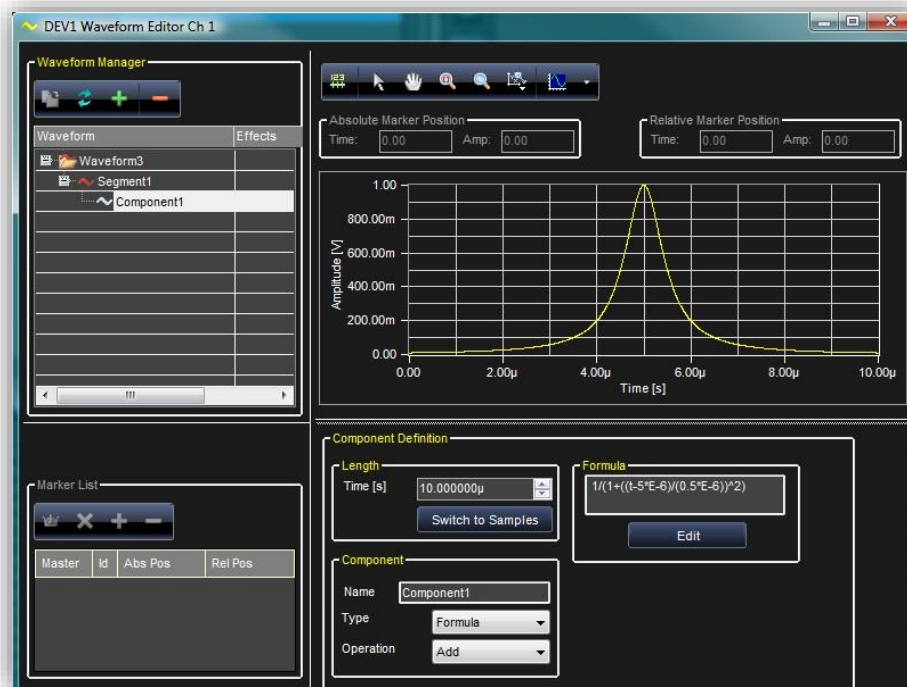 DEV1 Waveform Editor Ch 1
Waveform Manager
Waveform Effects
Waveform3
Segment1
Component1
Marker List
Master Id Abs Pos Rel Pos
Absolute Marker Position
Time: 0.00 Amp: 0.00
Relative Marker Position
Time: 0.00 Amp: 0.00
Amplitude [V]
1.00
800.00m
600.00m
400.00m
200.00m
0.00
0.00 2.00µ 4.00µ 6.00µ 8.00µ 10.00µ
Time [s]
Component Definition
Length
Time [s] 10.000000µ
Switch to Samples
Formula
1/(1+((t-5*E-6)/(0.5*E-6))^2)
Edit
Component
Name Component1
Type Formula
Operation Add